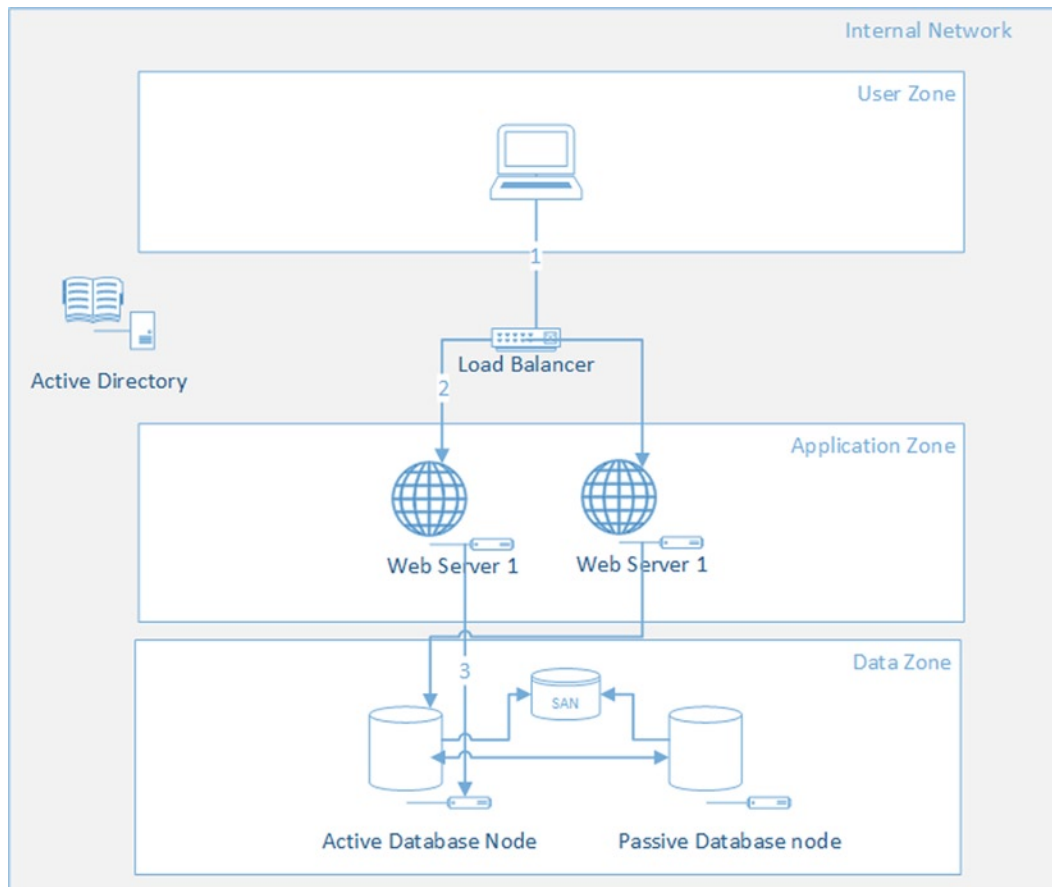 Internal Network
User Zone
1
Active Directory
Load Balancer
2
Application Zone
Web Server 1
Web Server 1
Data Zone
3
SAN
Active Database Node
Passive Database node